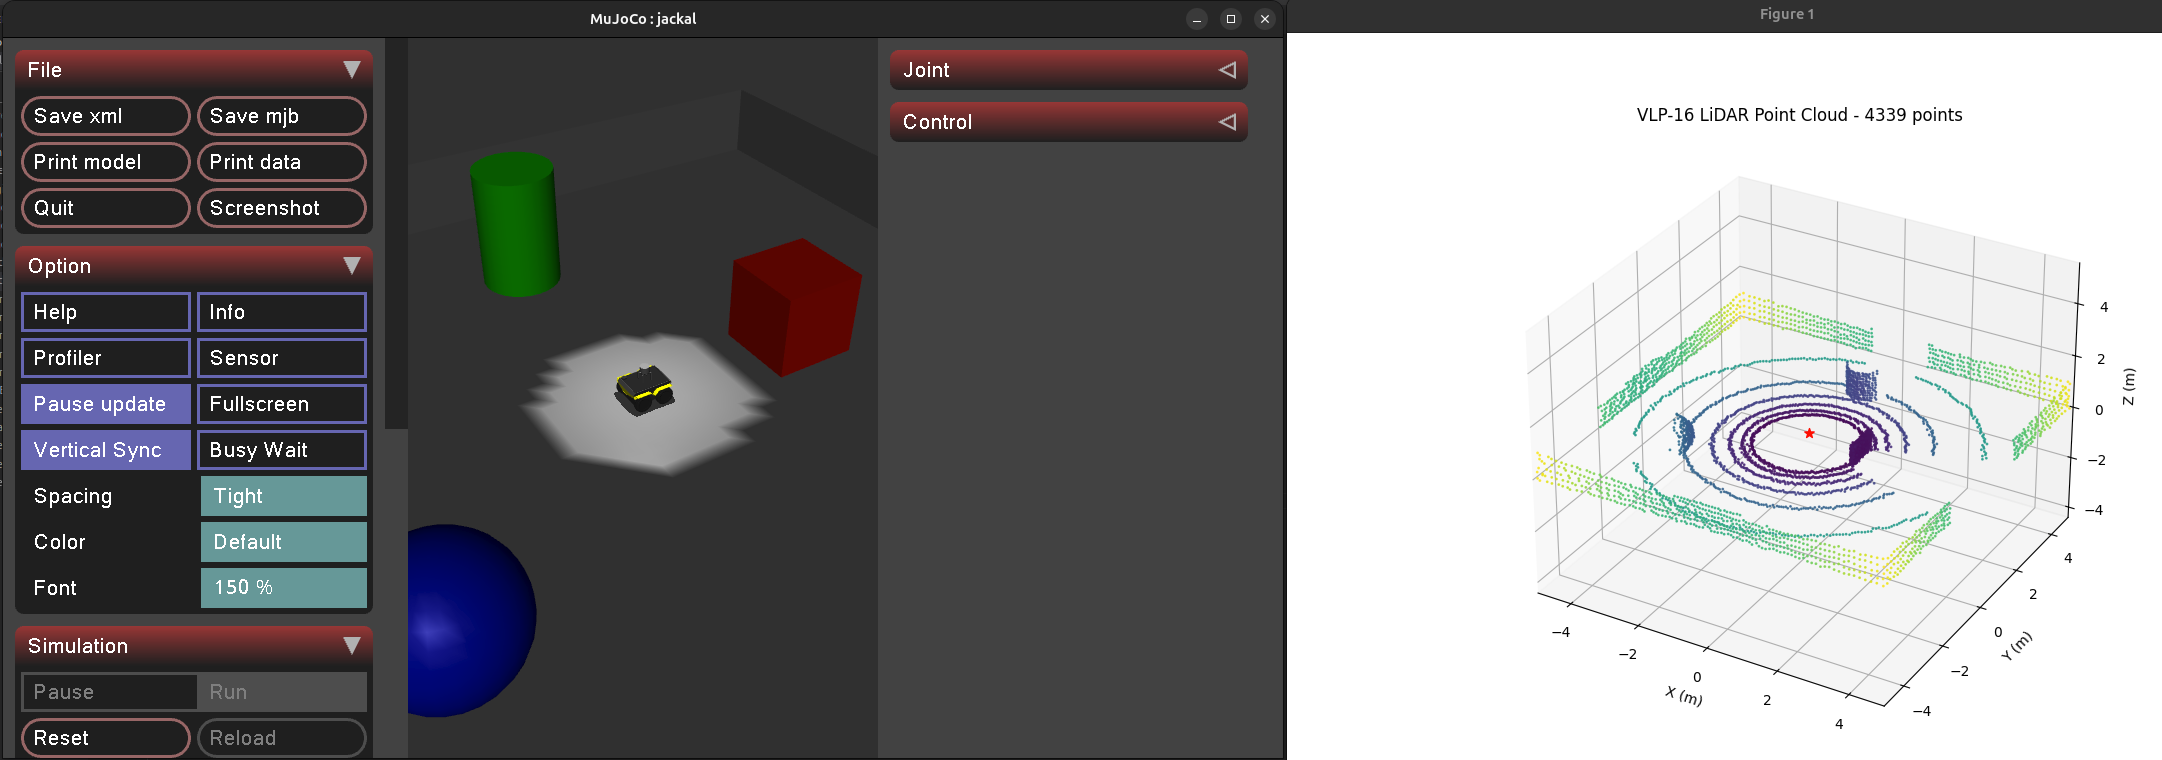 MuJoCo : jackal
File
Save xml
Save mjb
Print model
Print data
Quit
Screenshot
Option
Help
Info
Profiler
Sensor
Pause update
Fullscreen
Vertical Sync
Busy Wait
Spacing
Tight
Color
Default
Font
150 %
Simulation
Pause
Run
Reset
Reload
Joint
Control
Figure 1
VLP-16 LiDAR Point Cloud - 4339 points
4
2
0
−2
−4
Z (m)
4
2
0
−2
−4
Y (m)
−4
−2
0
2
4
X (m)